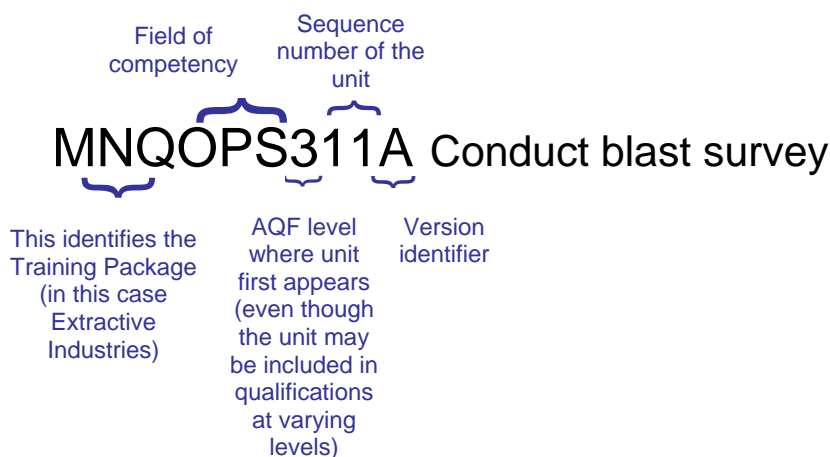 Field of
competency
Sequence
number of the
unit
MNQOPS311A Conduct blast survey
This identifies the
Training Package
(in this case
Extractive
Industries)
AQF level
where unit
first appears
(even though
the unit may
be included in
qualifications
at varying
levels)
Version
identifier